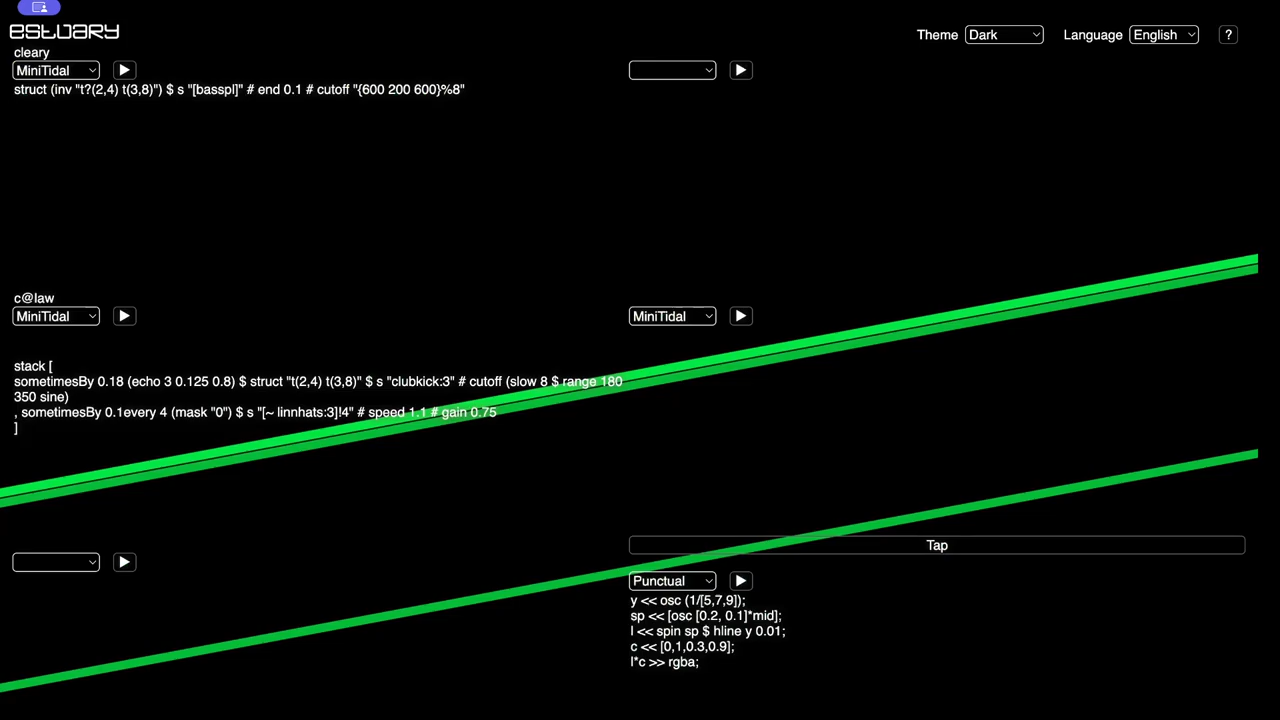 estuary
Theme Dark Language English ?
cleary
MiniTidal
struct (inv "t?(2,4) t(3,8)") $ s "[basspl]" # end 0.1 # cutoff "{600 200 600}%8"
c@law
MiniTidal
stack [
sometimesBy 0.18 (echo 3 0.125 0.8) $ struct "t(2,4) t(3,8)" $ s "clubkick:3" # cutoff (slow 8 $ range 180
350 sine)
, sometimesBy 0.1every 4 (mask "0") $ s "[~ linnhats:3]!4" # speed 1.1 # gain 0.75
]
MiniTidal
Tap
Punctual
y << osc (1/[5,7,9]);
sp << [osc [0.2, 0.1]*mid];
l << spin sp $ hline y 0.01;
c << [0,1,0.3,0.9];
l*c >> rgba;